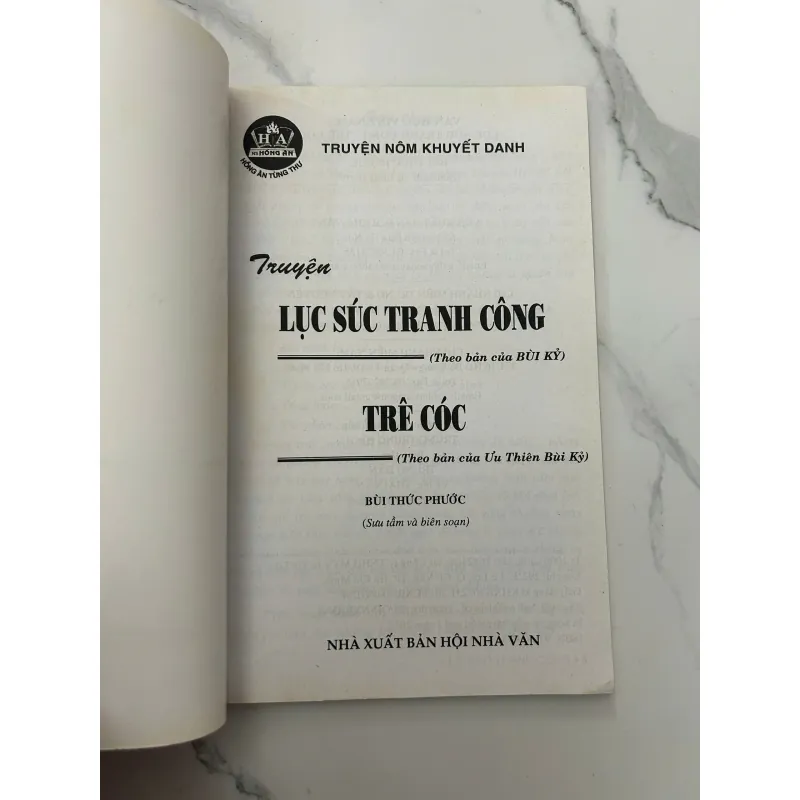 H A
NS HỒNG ÂN
HỒNG ÂN TÙNG THƯ
TRUYỆN NÔM KHUYẾT DANH
Truyện
LỤC SÚC TRANH CÔNG
(Theo bản của BÙI KỶ)
TRÊ CÓC
(Theo bản của Ưu Thiên Bùi Kỷ)
BÙI THỨC PHƯỚC
(Sưu tầm và biên soạn)
NHÀ XUẤT BẢN HỘI NHÀ VĂN